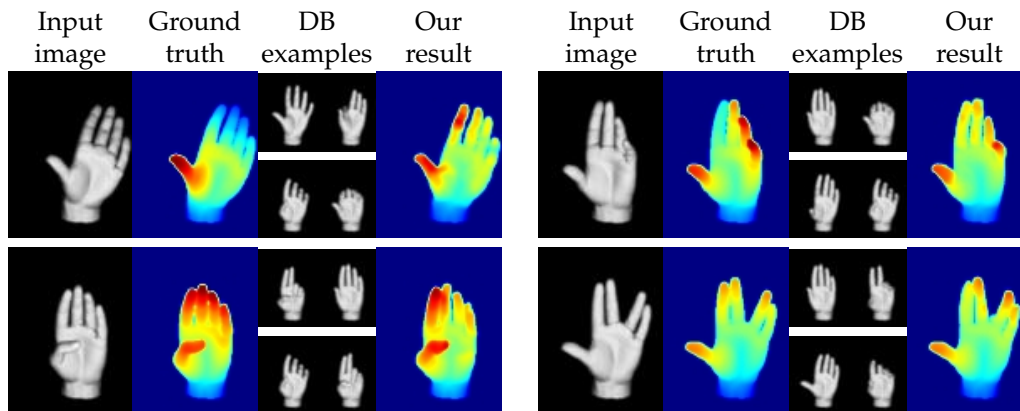 Input Ground DB Our Input Ground DB Our
image truth examples result image truth examples result